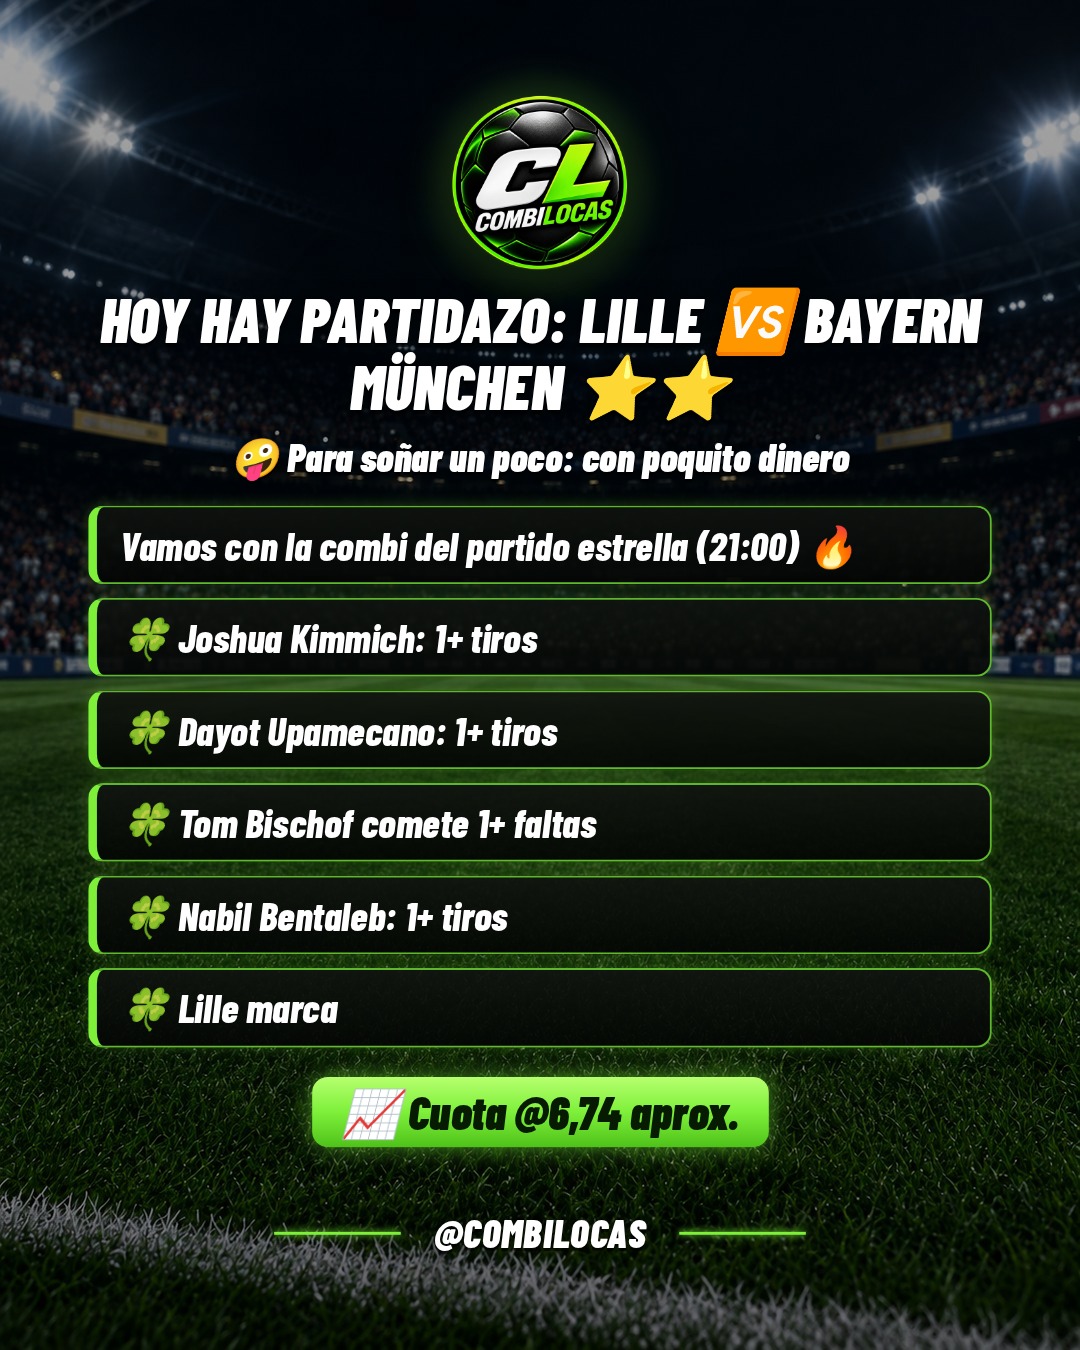 CL
COMBILOCAS
HOY HAY PARTIDAZO: LILLE 🆚 BAYERN
MÜNCHEN ⭐⭐
🤪 Para soñar un poco: con poquito dinero
Vamos con la combi del partido estrella (21:00) 🔥
🍀 Joshua Kimmich: 1+ tiros
🍀 Dayot Upamecano: 1+ tiros
🍀 Tom Bischof comete 1+ faltas
🍀 Nabil Bentaleb: 1+ tiros
🍀 Lille marca
📈 Cuota @6,74 aprox.
@COMBILOCAS